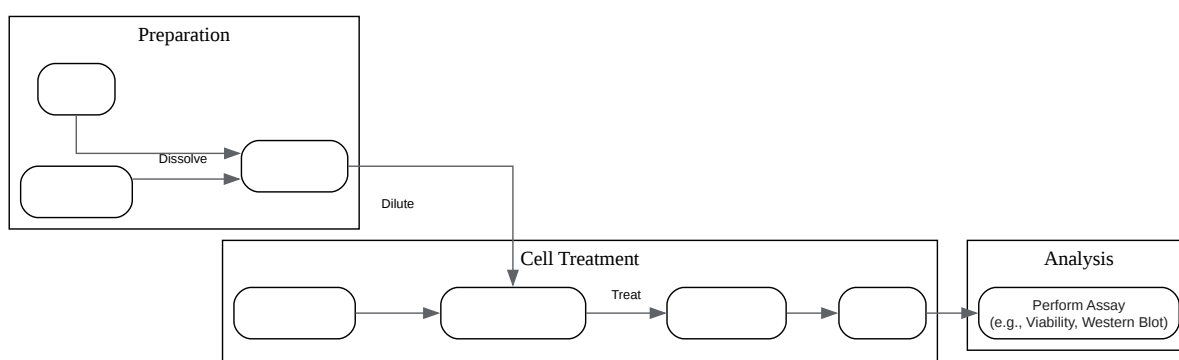 Preparation
Dissolve
Dilute
Cell Treatment
Treat
Analysis
Perform Assay
(e.g., Viability, Western Blot)